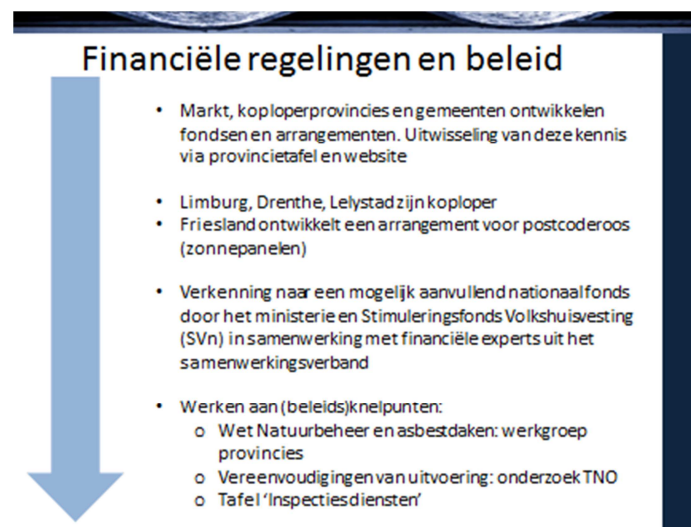 Financiële regelingen en beleid
• Markt, koploperprovincies en gemeenten ontwikkelen
fondsen en arrangementen. Uitwisseling van deze kennis
via provincietafel en website
• Limburg, Drenthe, Lelystad zijn koploper
• Friesland ontwikkelt een arrangement voor postcoderoos
(zonnepanelen)
• Verkenning naar een mogelijk aanvullend nationaal fonds
door het ministerie en Stimuleringsfonds Volkshuisvesting
(SVn) in samenwerking met financiële experts uit het
samenwerkingsverband
• Werken aan (beleids)knelpunten:
o Wet Natuurbeheer en asbestdaken: werkgroep
provincies
o Vereenvoudigingen van uitvoering: onderzoek TNO
o Tafel ‘Inspectiesdiensten’